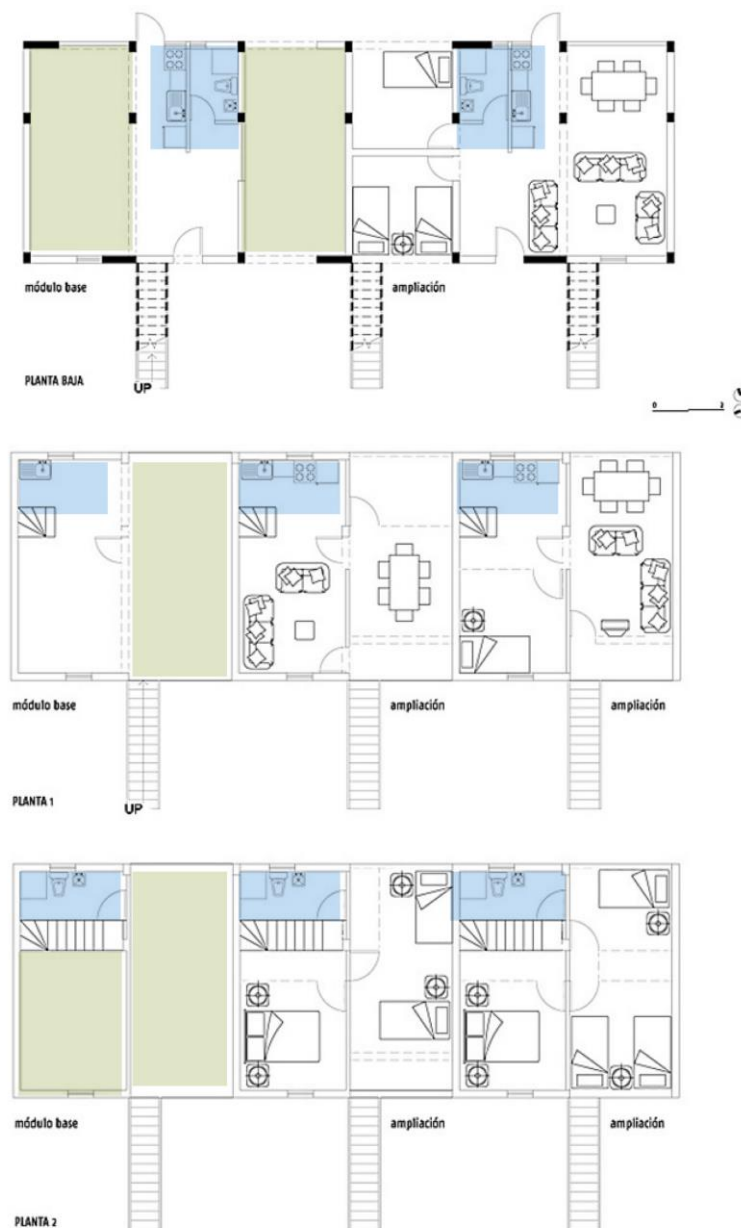 módulo base
ampliación
PLANTA BAJA
UP
0 2
módulo base
ampliación
ampliación
PLANTA 1
UP
módulo base
ampliación
ampliación
PLANTA 2